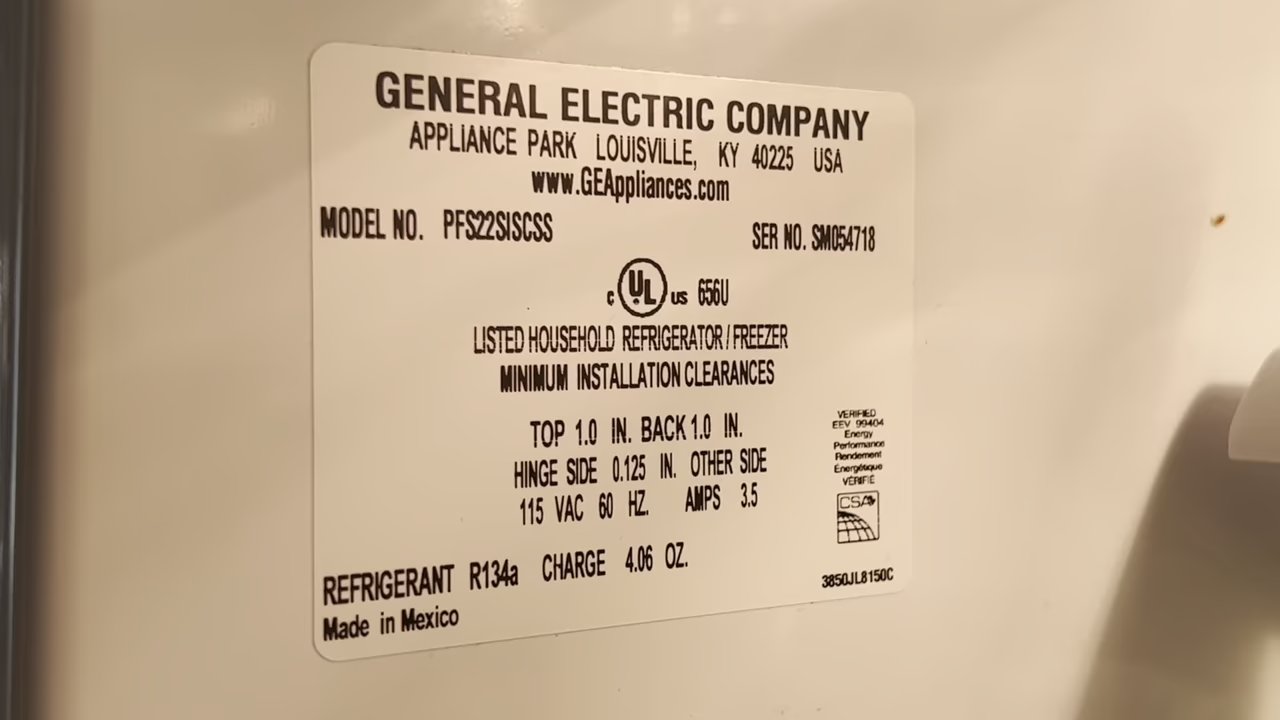 GENERAL ELECTRIC COMPANY
APPLIANCE PARK LOUISVILLE, KY 40225 USA
www.GEAppliances.com
MODEL NO. PFS22SISCSS
SER NO. SM054718
c UL US 656U
LISTED HOUSEHOLD REFRIGERATOR / FREEZER
MINIMUM INSTALLATION CLEARANCES
TOP 1.0 IN. BACK 1.0 IN.
HINGE SIDE 0.125 IN. OTHER SIDE
115 VAC 60 HZ. AMPS 3.5
VERIFIED
EEV 99404
Energy
Performance
Rendement
Énergétique
VÉRIFIÉ
CSA
REFRIGERANT R134a CHARGE 4.06 OZ.
3850JL8150C
Made in Mexico